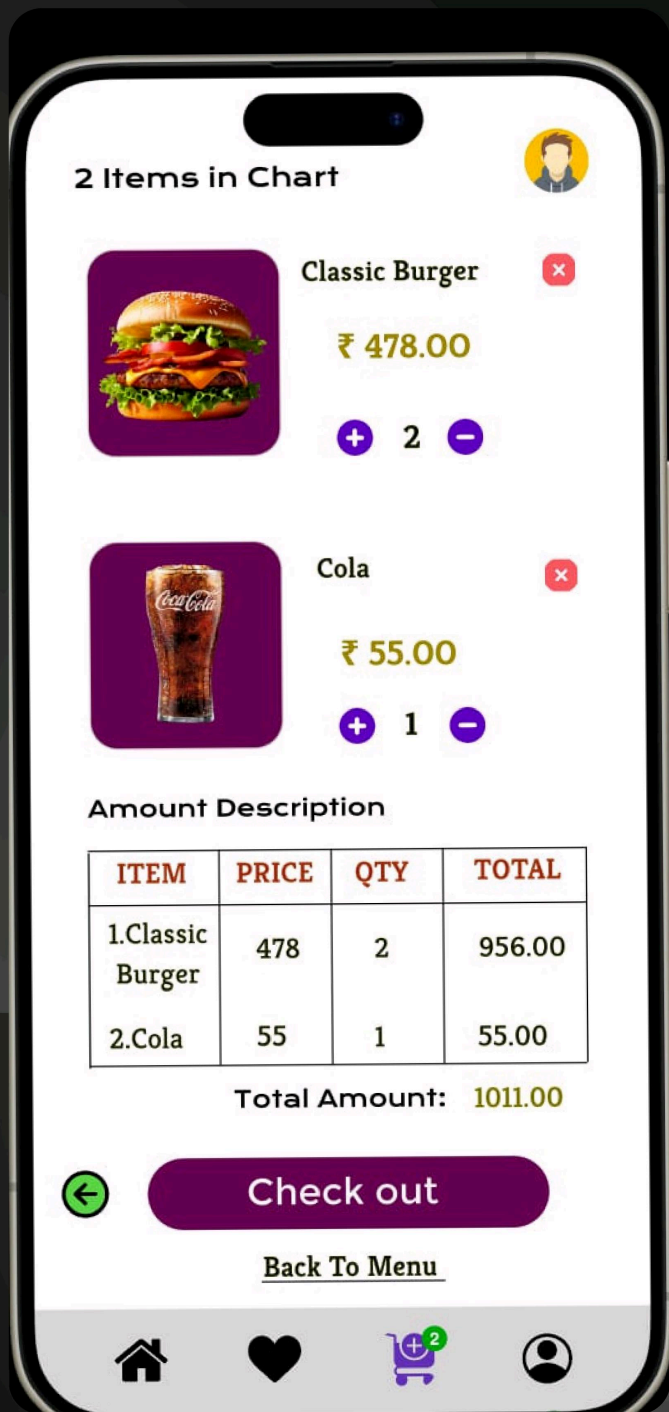 2 Items in Chart
Classic Burger
₹ 478.00
2
Coca-Cola
Cola
₹ 55.00
1
Amount Description
ITEM PRICE QTY TOTAL
1.Classic Burger 478 2 956.00
2.Cola 55 1 55.00
Total Amount: 1011.00
Check out
Back To Menu
2